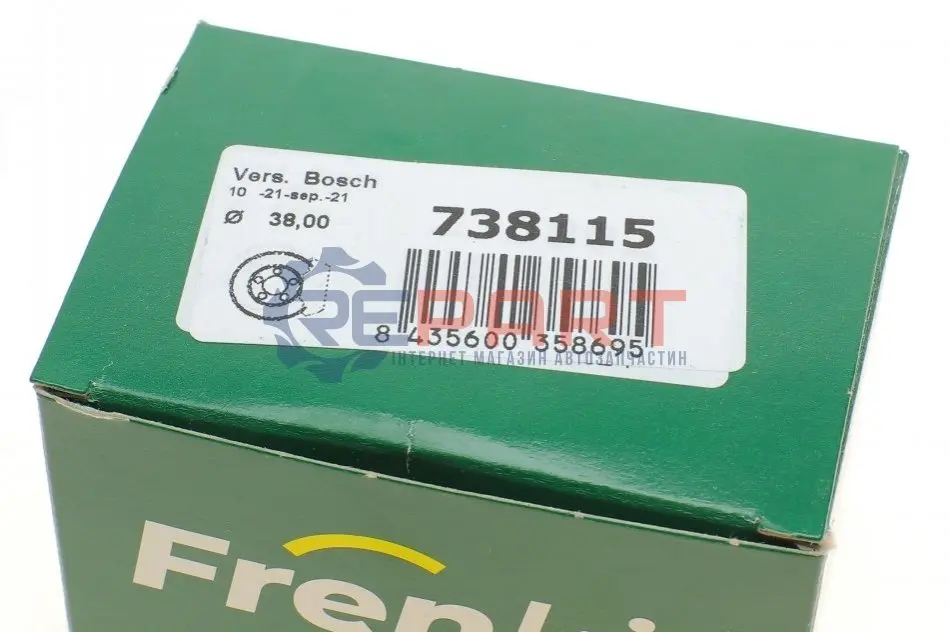 Vers. Bosch
10 -21-sep.-21
Ø 38,00
738115
8 435600 358695
REPART
ІНТЕРНЕТ МАГАЗИН АВТОЗАПЧАСТИН